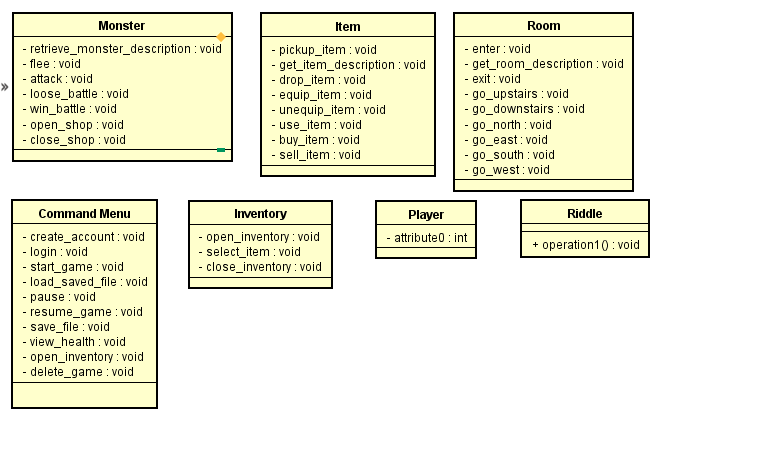 Monster
- retrieve_monster_description : void
- flee : void
- attack : void
- loose_battle : void
- win_battle : void
- open_shop : void
- close_shop : void
Item
- pickup_item : void
- get_item_description : void
- drop_item : void
- equip_item : void
- unequip_item : void
- use_item : void
- buy_item : void
- sell_item : void
Room
- enter : void
- get_room_description : void
- exit : void
- go_upstairs : void
- go_downstairs : void
- go_north : void
- go_east : void
- go_south : void
- go_west : void
Command Menu
- create_account : void
- login : void
- start_game : void
- load_saved_file : void
- pause : void
- resume_game : void
- save_file : void
- view_health : void
- open_inventory : void
- delete_game : void
Inventory
- open_inventory : void
- select_item : void
- close_inventory : void
Player
- attribute0 : int
Riddle
+ operation1() : void